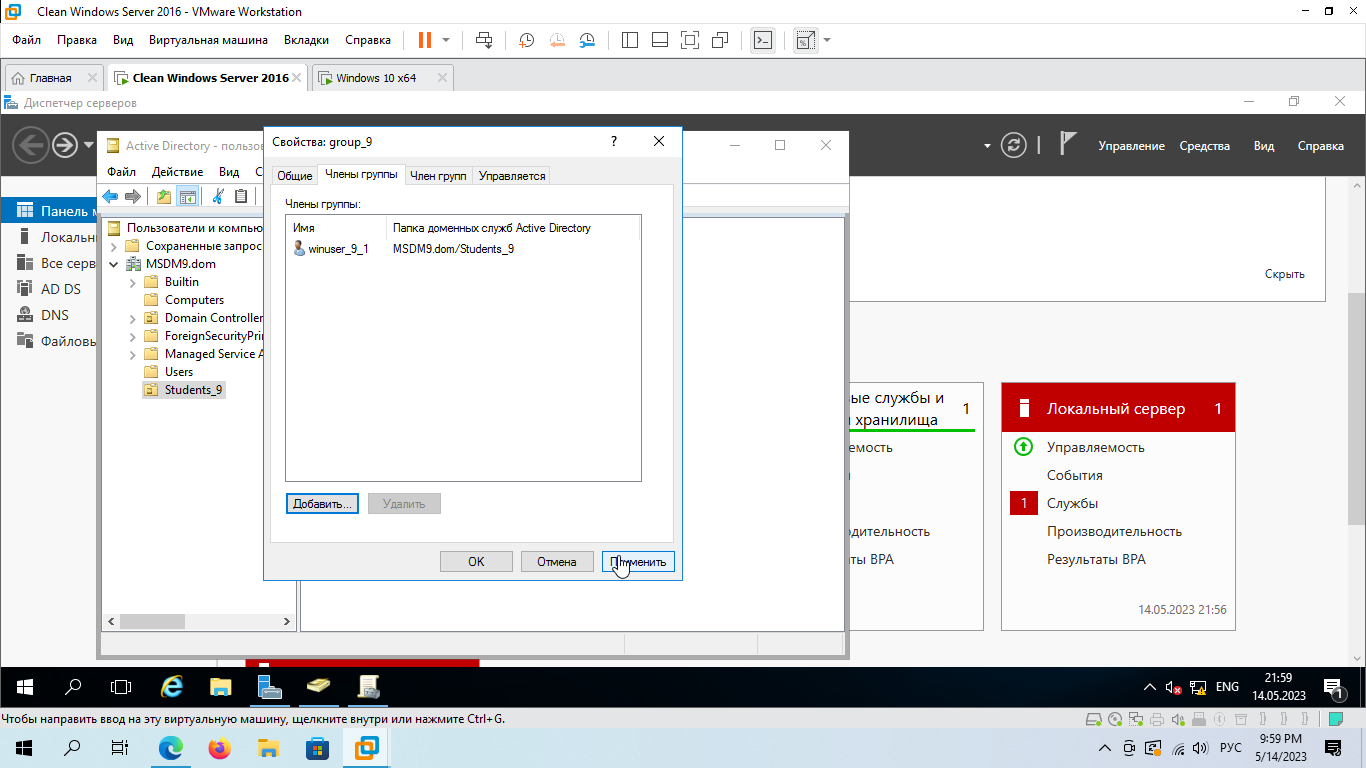 Clean Windows Server 2016 - VMware Workstation
Файл Правка Вид Виртуальная машина Вкладки Справка
Главная Clean Windows Server 2016 Windows 10 x64
Диспетчер серверов
Управление Средства Вид Справка
Active Directory - пользо
Файл Действие Вид С
Свойства: group_9 ?
Общие Члены группы Член групп Управляется
Члены группы:
Имя Папка доменных служб Active Directory
winuser_9_1 MSDM9.dom/Students_9
Добавить... Удалить
OK Отмена Применить
Панель м
Локальн
Все серв
AD DS
DNS
Файловы
Пользователи и компью
Сохраненные запрос
MSDM9.dom
Builtin
Computers
Domain Controller
ForeignSecurityPri
Managed Service A
Users
Students_9
Скрыть
ые службы и
хранилища 1
емость
дительность
ты BPA
Локальный сервер 1
Управляемость
События
1 Службы
Производительность
Результаты BPA
14.05.2023 21:56
ENG 21:59
14.05.2023 1
Чтобы направить ввод на эту виртуальную машину, щелкните внутри или нажмите Ctrl+G.
РУС 9:59 PM
5/14/2023